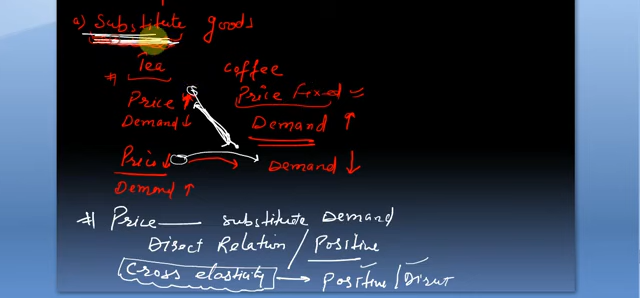 a) Substitute goods
Tea coffee
# Price ↑ Price Fixed =
Demand ↓ Demand ↑
Price ↓ Demand ↓
Demand ↑
# Price — Substitute Demand
Direct Relation / Positive
Cross elasticity → Positive / Direct